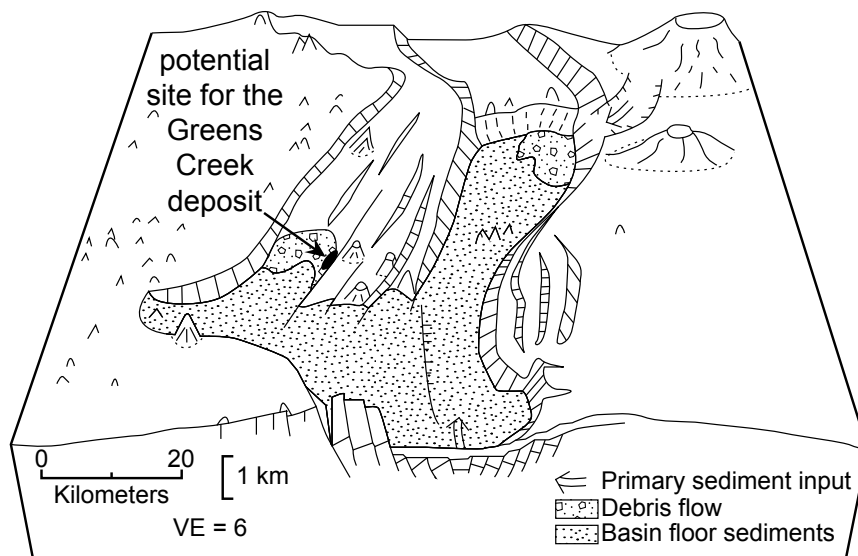 potential
site for the
Greens
Creek
deposit
0 20
Kilometers
1 km
VE = 6
Primary sediment input
Debris flow
Basin floor sediments